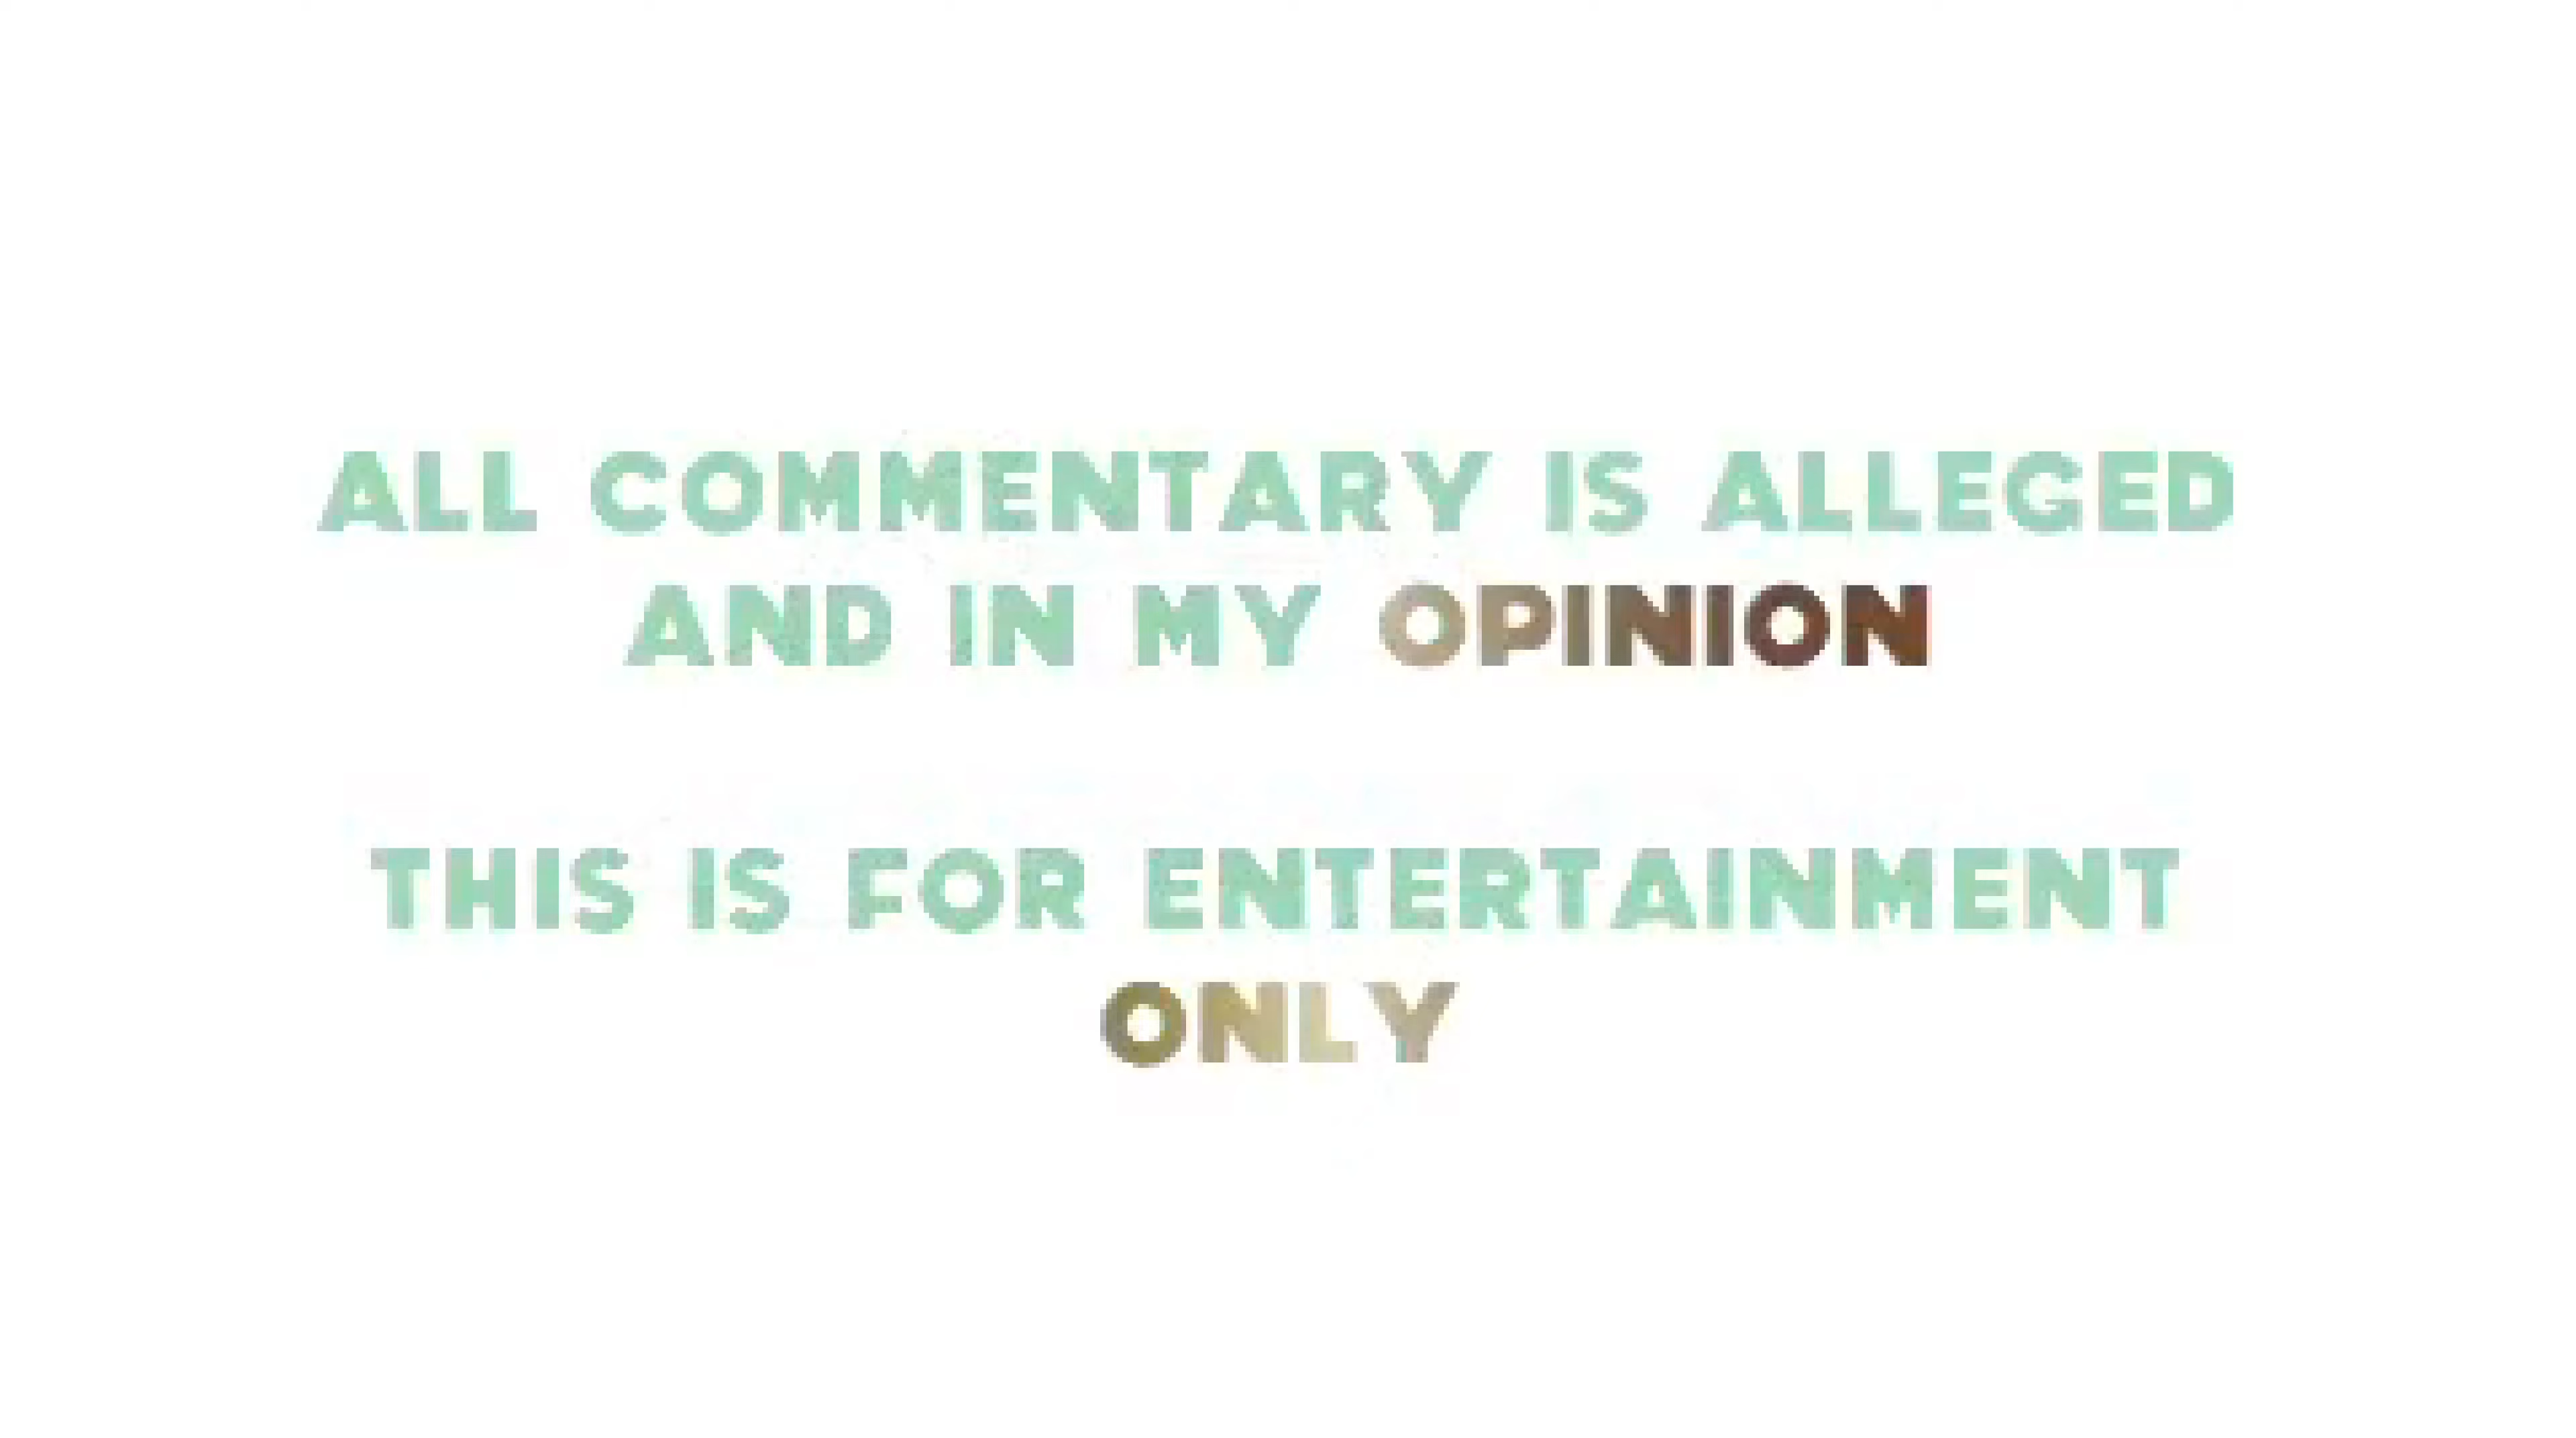 ALL COMMENTARY IS ALLEGED
AND IN MY OPINION
THIS IS FOR ENTERTAINMENT
ONLY